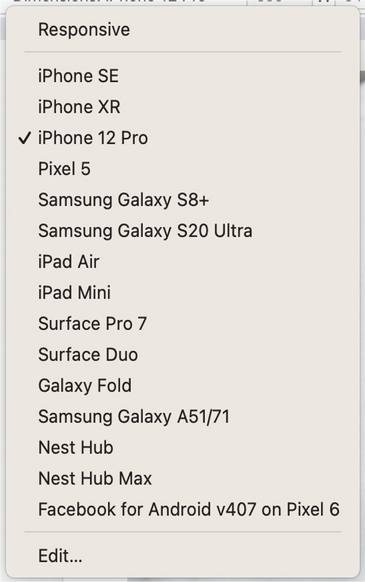 Responsive
iPhone SE
iPhone XR
✓ iPhone 12 Pro
Pixel 5
Samsung Galaxy S8+
Samsung Galaxy S20 Ultra
iPad Air
iPad Mini
Surface Pro 7
Surface Duo
Galaxy Fold
Samsung Galaxy A51/71
Nest Hub
Nest Hub Max
Facebook for Android v407 on Pixel 6
Edit...